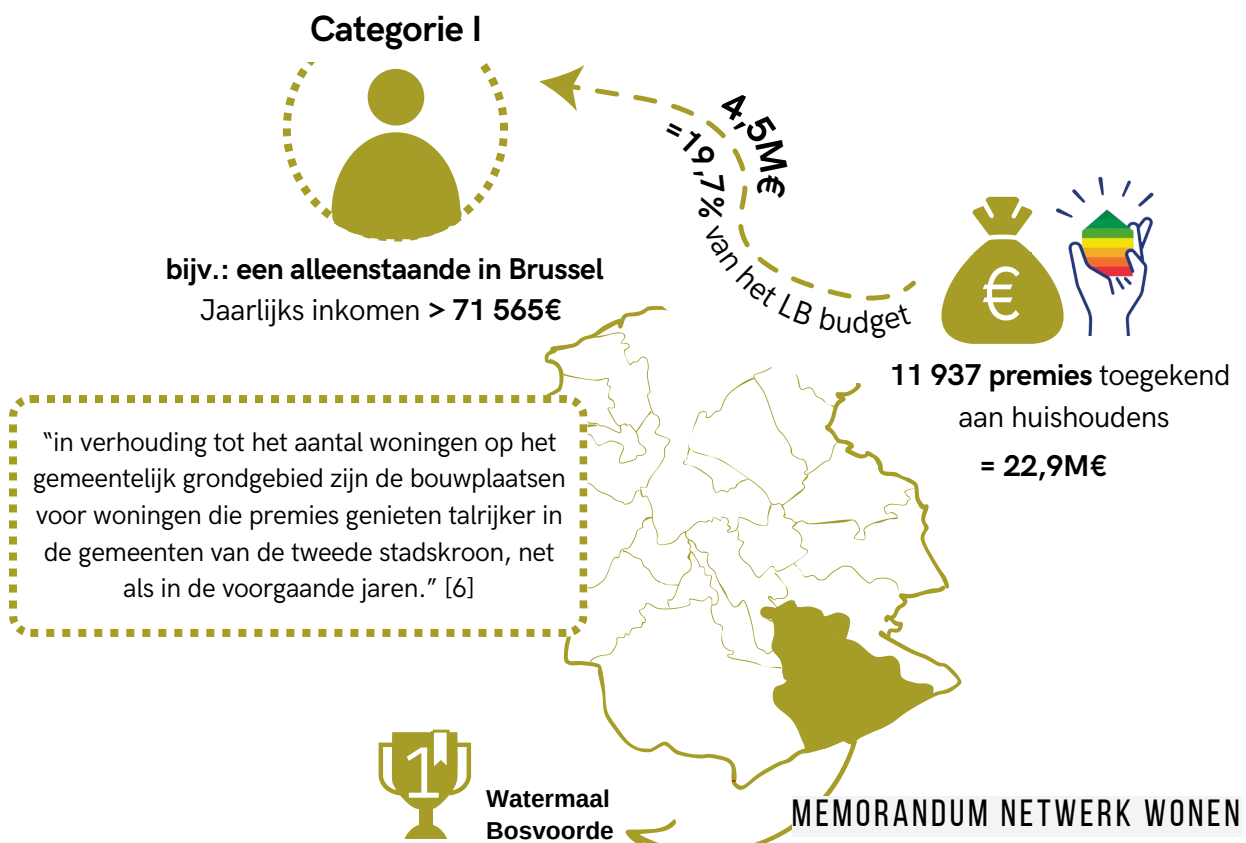 Categorie I
4,5M€
=19,7% van het LB budget
bijv.: een alleenstaande in Brussel
Jaarlijks inkomen > 71 565€
€
11 937 premies toegekend
aan huishoudens
= 22,9M€
“in verhouding tot het aantal woningen op het
gemeentelijk grondgebied zijn de bouwplaatsen
voor woningen die premies genieten talrijker in
de gemeenten van de tweede stadskroon, net
als in de voorgaande jaren.” [6]
1
Watermaal
Bosvoorde
MEMORANDUM NETWERK WONEN